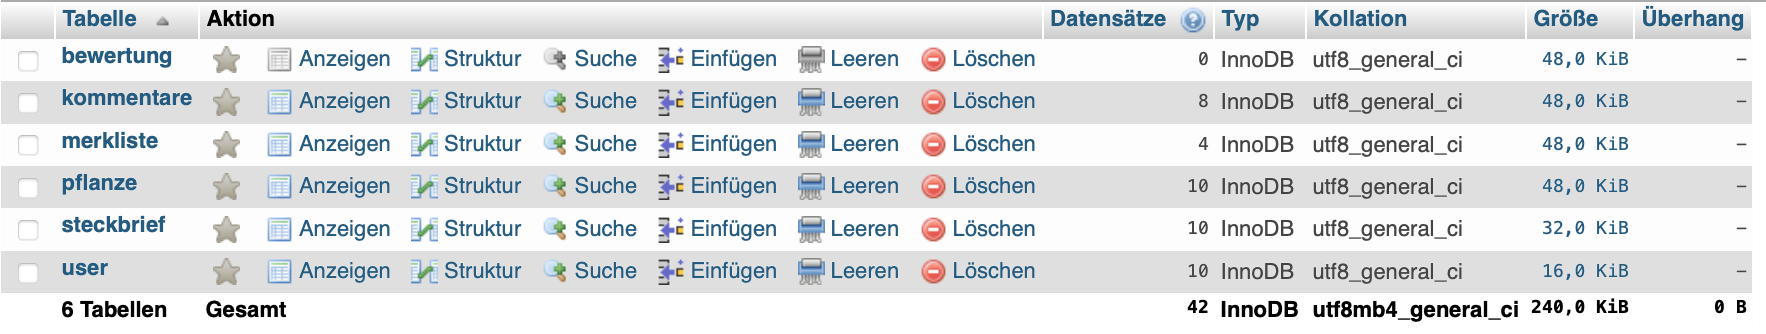 Tabelle Aktion Datensätze Typ Kollation Größe Überhang
bewertung Anzeigen Struktur Suche Einfügen Leeren Löschen 0 InnoDB utf8_general_ci 48,0 KiB –
kommentare Anzeigen Struktur Suche Einfügen Leeren Löschen 8 InnoDB utf8_general_ci 48,0 KiB –
merkliste Anzeigen Struktur Suche Einfügen Leeren Löschen 4 InnoDB utf8_general_ci 48,0 KiB –
pflanze Anzeigen Struktur Suche Einfügen Leeren Löschen 10 InnoDB utf8_general_ci 48,0 KiB –
steckbrief Anzeigen Struktur Suche Einfügen Leeren Löschen 10 InnoDB utf8_general_ci 32,0 KiB –
user Anzeigen Struktur Suche Einfügen Leeren Löschen 10 InnoDB utf8_general_ci 16,0 KiB –
6 Tabellen Gesamt 42 InnoDB utf8mb4_general_ci 240,0 KiB 0 B